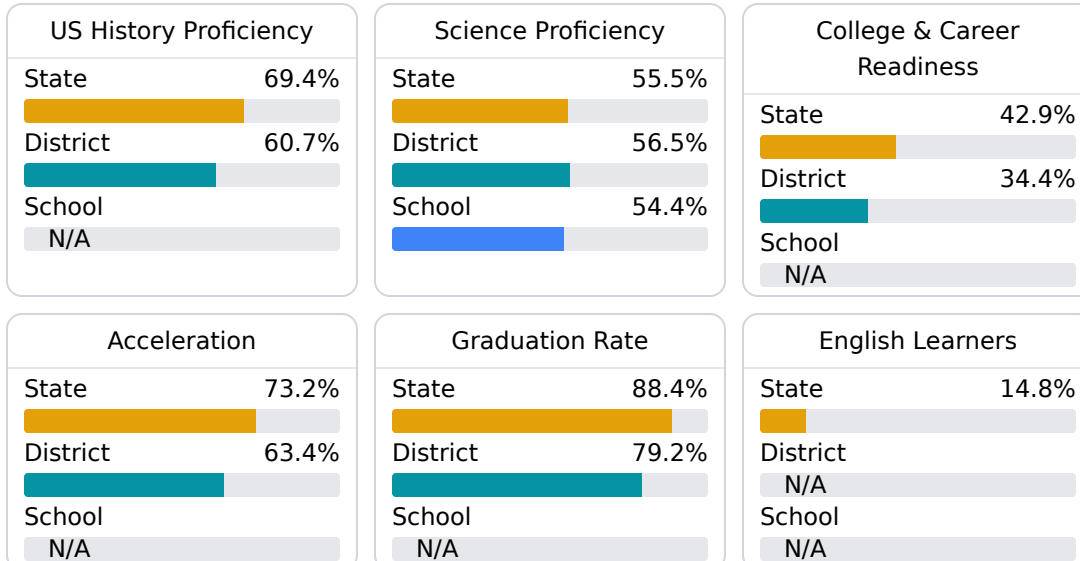 US History Proficiency
State 69.4%
District 60.7%
School
N/A
Science Proficiency
State 55.5%
District 56.5%
School 54.4%
College & Career
Readiness
State 42.9%
District 34.4%
School
N/A
Acceleration
State 73.2%
District 63.4%
School
N/A
Graduation Rate
State 88.4%
District 79.2%
School
N/A
English Learners
State 14.8%
District
N/A
School
N/A